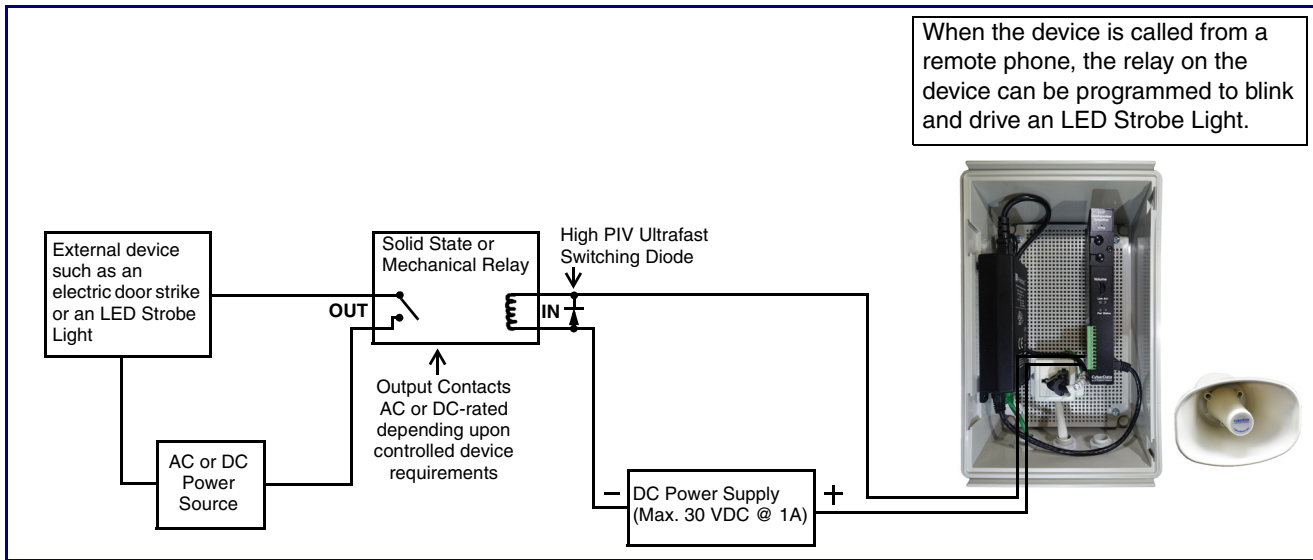 When the device is called from a
remote phone, the relay on the
device can be programmed to blink
and drive an LED Strobe Light.
External device
such as an
electric door strike
or an LED Strobe
Light
OUT
Solid State or
Mechanical Relay
IN
High PIV Ultrafast
Switching Diode
Output Contacts
AC or DC-rated
depending upon
controlled device
requirements
AC or DC
Power
Source
–
DC Power Supply
(Max. 30 VDC @ 1A)
+
Volume
CyberData